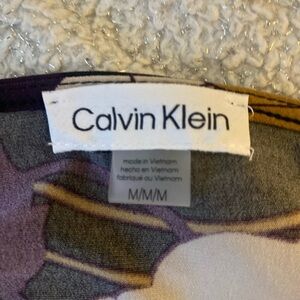 Calvin Klein
made in Vietnam
hecho en Vietnam
fabriqué au Vietnam
M/M/M